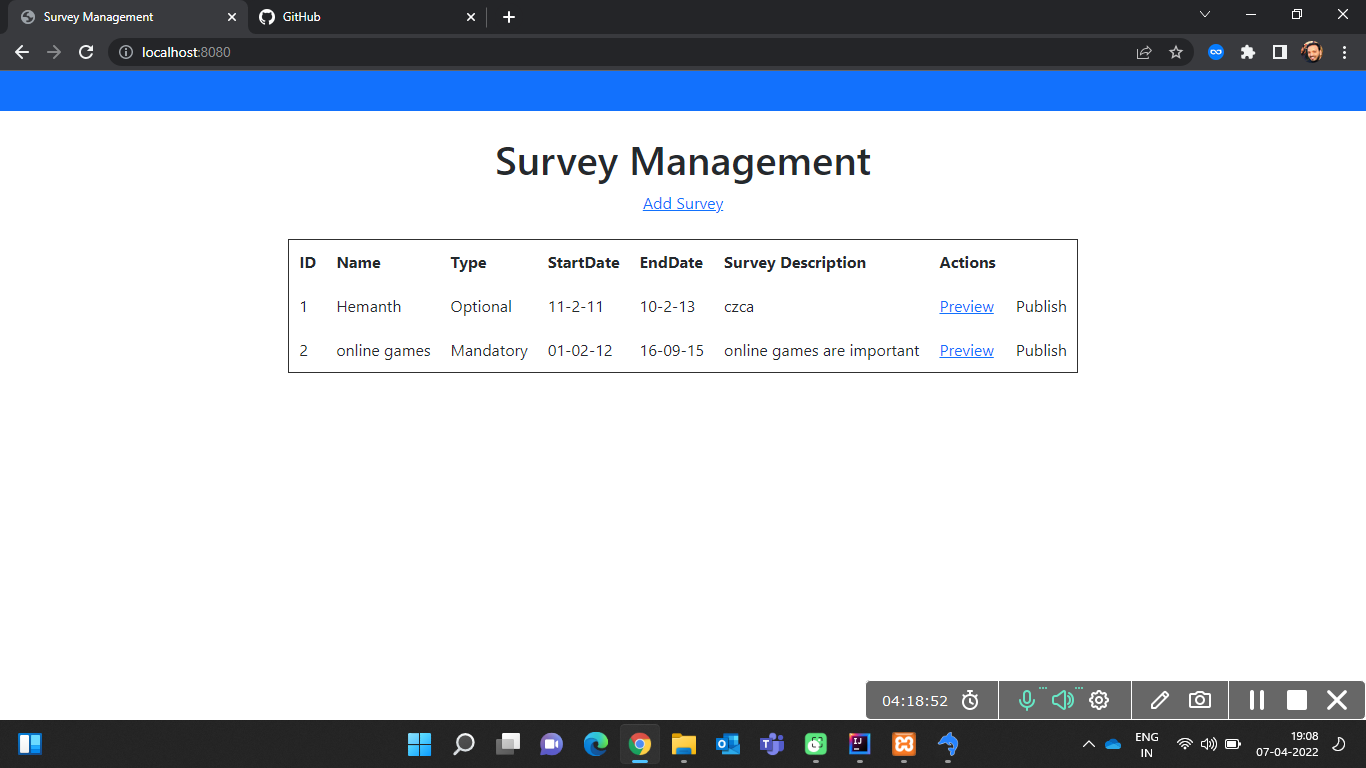 Survey Management
GitHub
localhost:8080
Survey Management
Add Survey
ID Name Type StartDate EndDate Survey Description Actions
1 Hemanth Optional 11-2-11 10-2-13 czca Preview Publish
2 online games Mandatory 01-02-12 16-09-15 online games are important Preview Publish
04:18:52
ENG
IN
19:08
07-04-2022